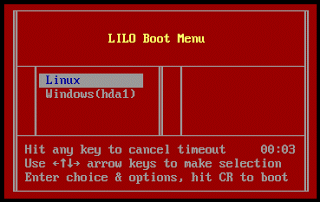 LILO Boot Menu
Linux
Windows(hda1)
Hit any key to cancel timeout 00:03
Use ←↑↓→ arrow keys to make selection
Enter choice & options, hit CR to boot